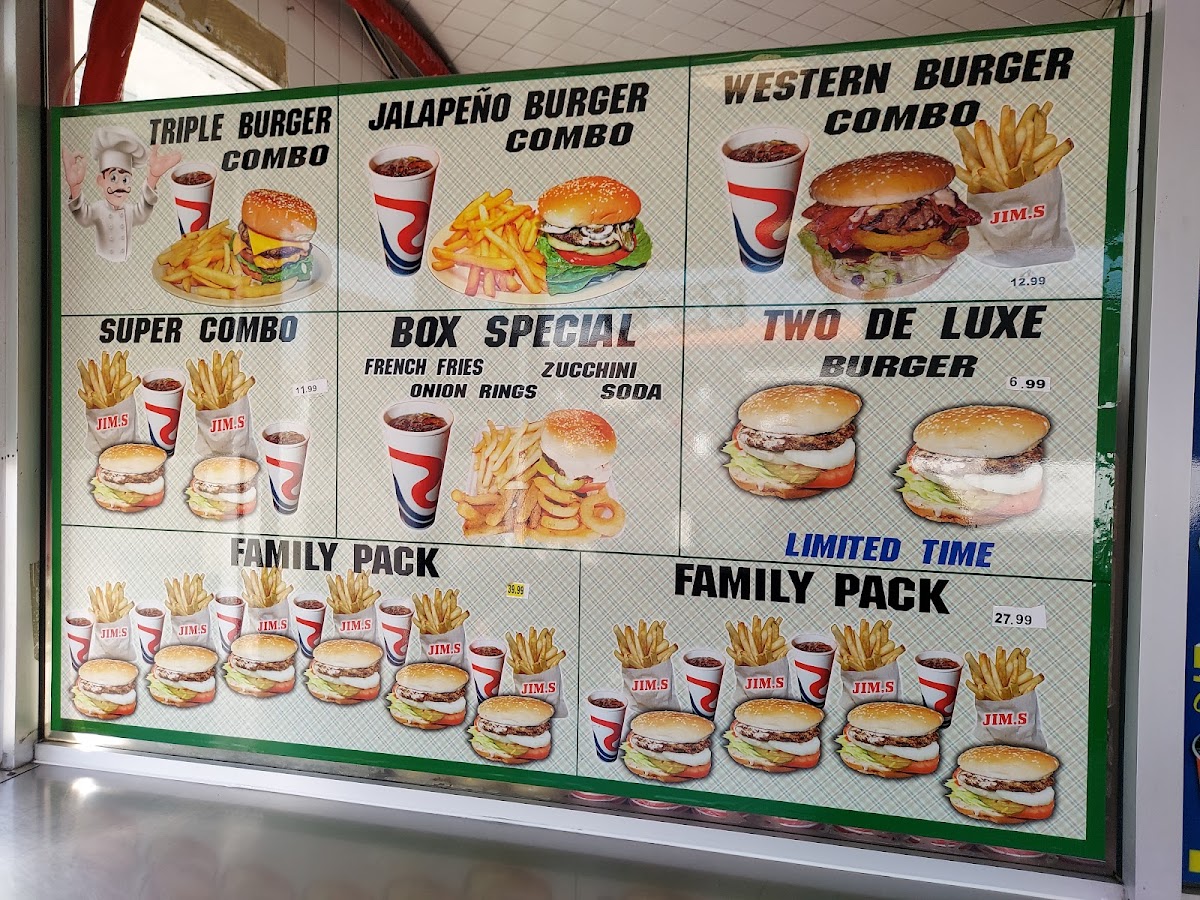 TRIPLE BURGER
COMBO
JALAPEÑO BURGER
COMBO
WESTERN BURGER
COMBO
JIM.S
12.99
SUPER COMBO
11.99
JIM.S
JIM.S
BOX SPECIAL
FRENCH FRIES
ZUCCHINI
ONION RINGS
SODA
TWO DE LUXE
BURGER
6.99
LIMITED TIME
FAMILY PACK
39.99
JIM.S
JIM.S
JIM.S
JIM.S
JIM.S
JIM.S
FAMILY PACK
27.99
JIM.S
JIM.S
JIM.S
JIM.S